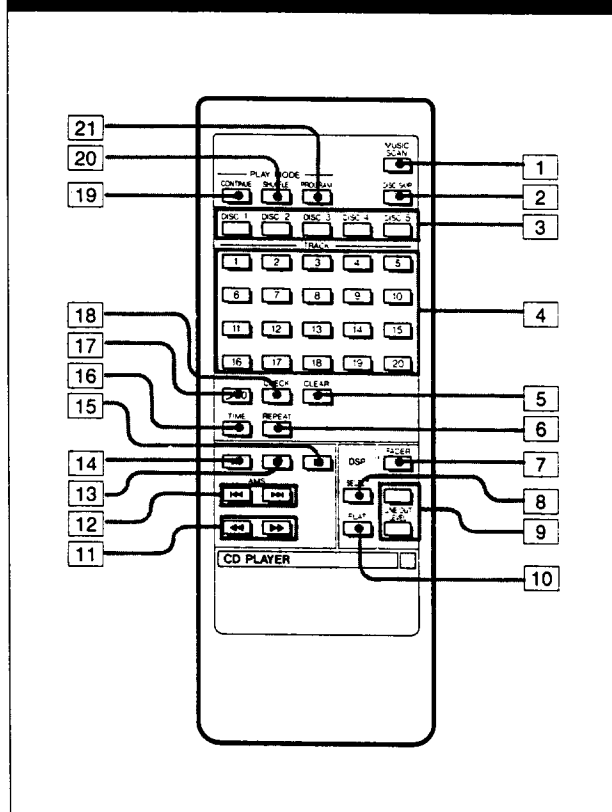 MUSIC
SCAN
21
20
19
PLAY MODE
CONTINUE SHUFFLE PROGRAM
DISC SKIP
1
2
DISC 1 DISC 2 DISC 3 DISC 4 DISC 5
3
TRACK
1 2 3 4 5
6 7 8 9 10
4
11 12 13 14 15
16 17 18 19 20
18
17
16
15
CHECK CLEAR
5
TIME REPEAT
6
DSP
FADER
7
14
13
12
11
AMS
8
LINE OUT
LEVEL
9
FLAT
10
CD PLAYER